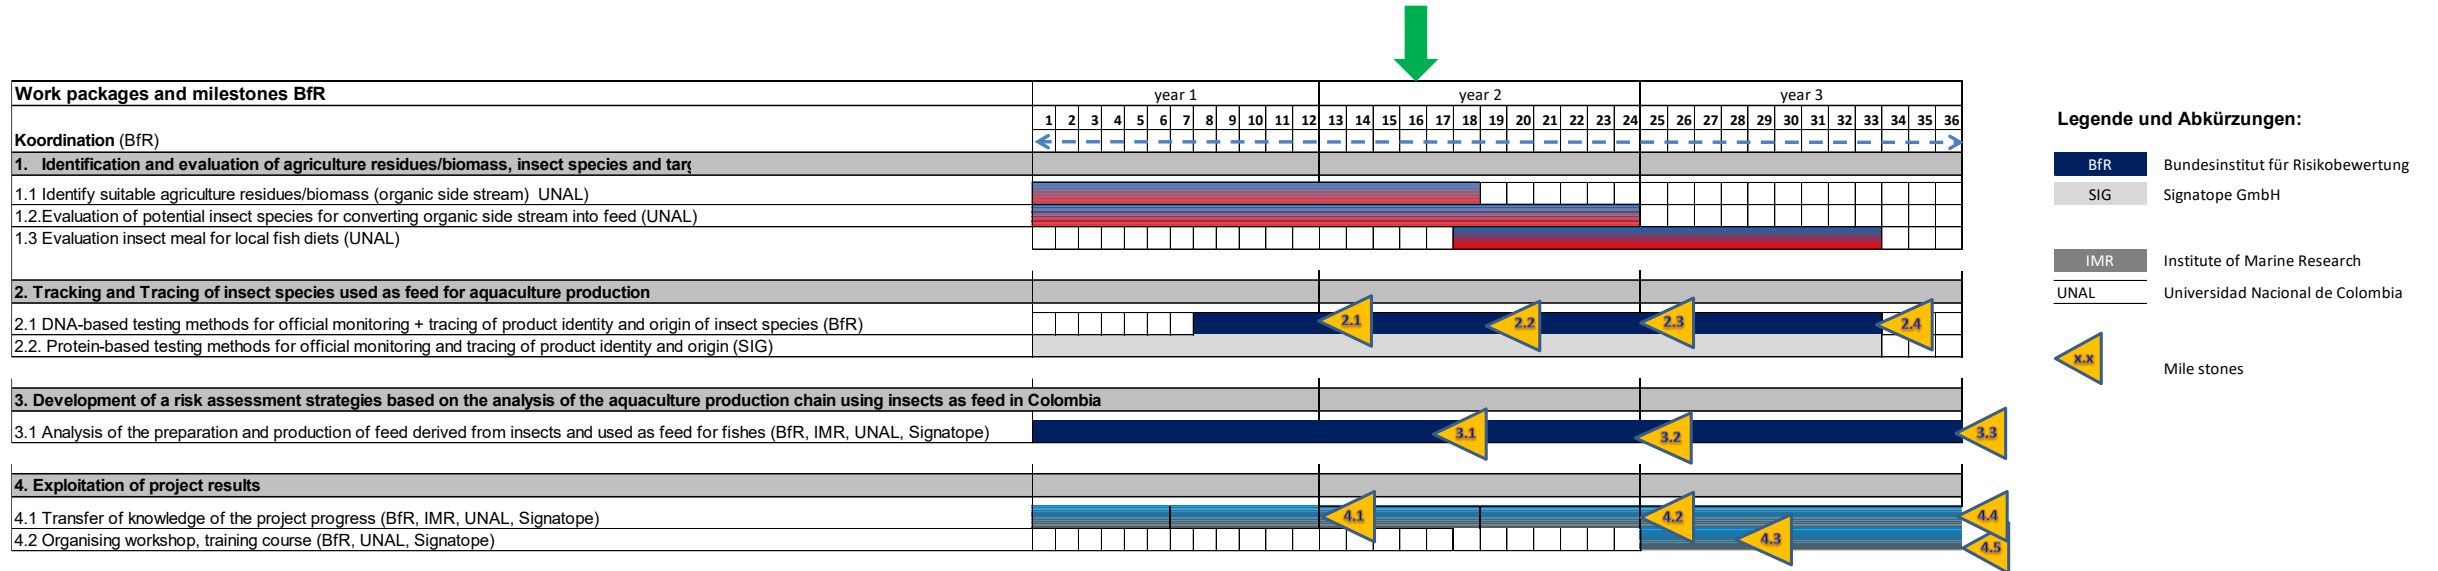 Work packages and milestones BfR
year 1 year 2 year 3
1 2 3 4 5 6 7 8 9 10 11 12 13 14 15 16 17 18 19 20 21 22 23 24 25 26 27 28 29 30 31 32 33 34 35 36
Koordination (BfR)
1. Identification and evaluation of agriculture residues/biomass, insect species and targ
1.1 Identify suitable agriculture residues/biomass (organic side stream) UNAL)
1.2.Evaluation of potential insect species for converting organic side stream into feed (UNAL)
1.3 Evaluation insect meal for local fish diets (UNAL)
2. Tracking and Tracing of insect species used as feed for aquaculture production
2.1 DNA-based testing methods for official monitoring + tracing of product identity and origin of insect species (BfR)
2.1 2.2 2.3 2.4
2.2. Protein-based testing methods for official monitoring and tracing of product identity and origin (SIG)
3. Development of a risk assessment strategies based on the analysis of the aquaculture production chain using insects as feed in Colombia
3.1 Analysis of the preparation and production of feed derived from insects and used as feed for fishes (BfR, IMR, UNAL, Signatope)
3.1 3.2 3.3
4. Exploitation of project results
4.1 Transfer of knowledge of the project progress (BfR, IMR, UNAL, Signatope)
4.1 4.2 4.4
4.2 Organising workshop, training course (BfR, UNAL, Signatope)
4.3 4.5
Legende und Abkürzungen:
BfR Bundesinstitut für Risikobewertung
SIG Signatope GmbH
IMR Institute of Marine Research
UNAL Universidad Nacional de Colombia
x.x Mile stones